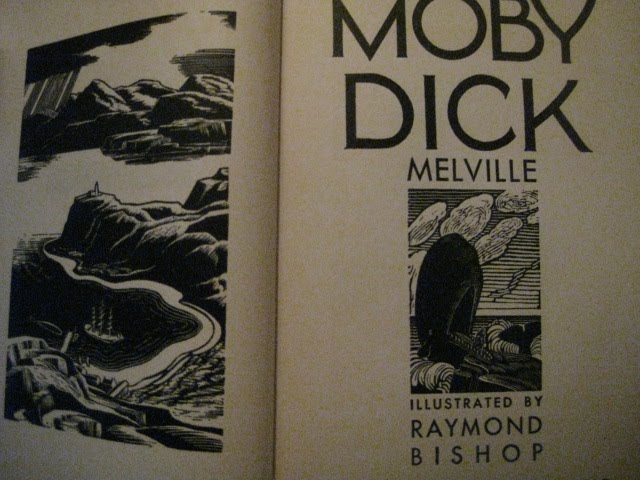 MOBY
DICK
MELVILLE
ILLUSTRATED BY
RAYMOND
BISHOP